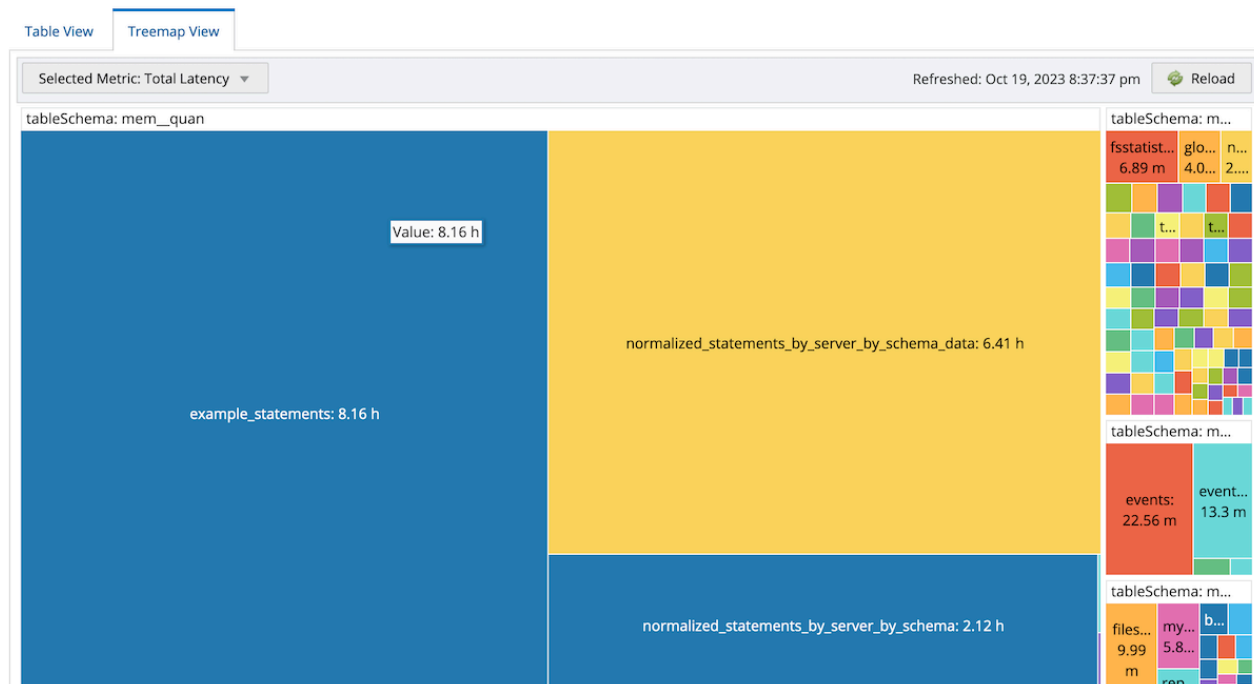 Table View
Treemap View
Selected Metric: Total Latency
Refreshed: Oct 19, 2023 8:37:37 pm
Reload
tableSchema: mem__quan
Value: 8.16 h
example_statements: 8.16 h
normalized_statements_by_server_by_schema_data: 6.41 h
normalized_statements_by_server_by_schema: 2.12 h
tableSchema: m...
fsstatist...
6.89 m
glo...
4.0...
n...
2....
t...
t...
tableSchema: m...
events:
22.56 m
event...
13.3 m
tableSchema: m...
files...
9.99
m
my...
5.8...
b...
rep